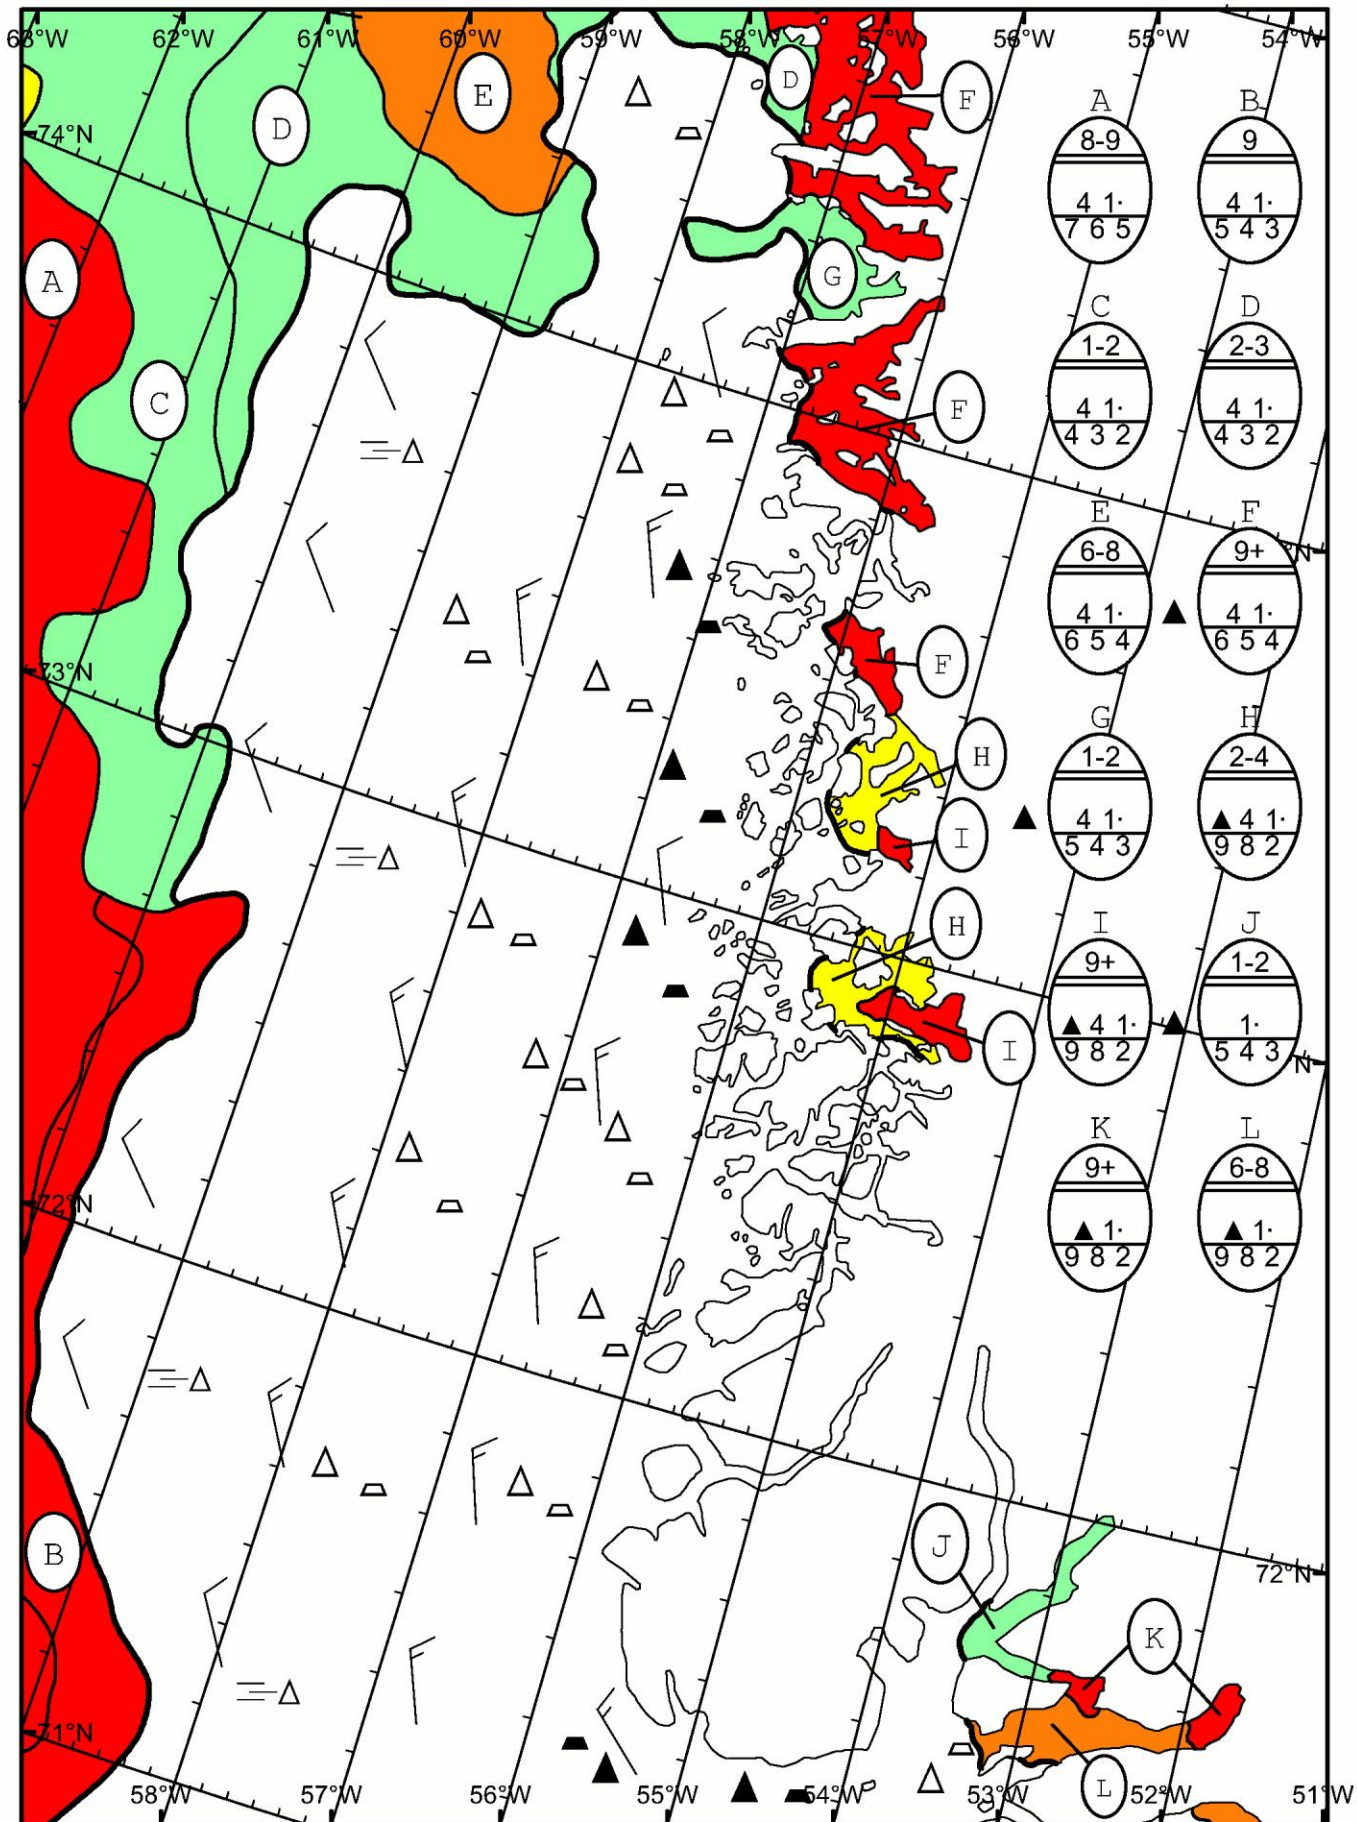 63°W 62°W 61°W 60°W 59°W 58°W 57°W 56°W 55°W 54°W
D E D F
A B
74°N
8-9 9
4 1· 4 1·
7 6 5 5 4 3
A G
C D
1-2 2-3
C F
4 1· 4 1·
4 3 2 4 3 2
E F
6-8 9+
N
4 1· 4 1·
6 5 4 6 5 4
73°N
F
G H
H
1-2 2-4
4 1· ▲ 4 1·
I
5 4 3 9 8 2
H
I J
9+ 1-2
▲ 4 1· 1·
I
9 8 2 5 4 3
N
K L
9+ 6-8
72°N
▲ 1· ▲ 1·
9 8 2 9 8 2
B J
72°N
K
71°N
L
58°W 57°W 56°W 55°W 54°W 53°W 52°W 51°W